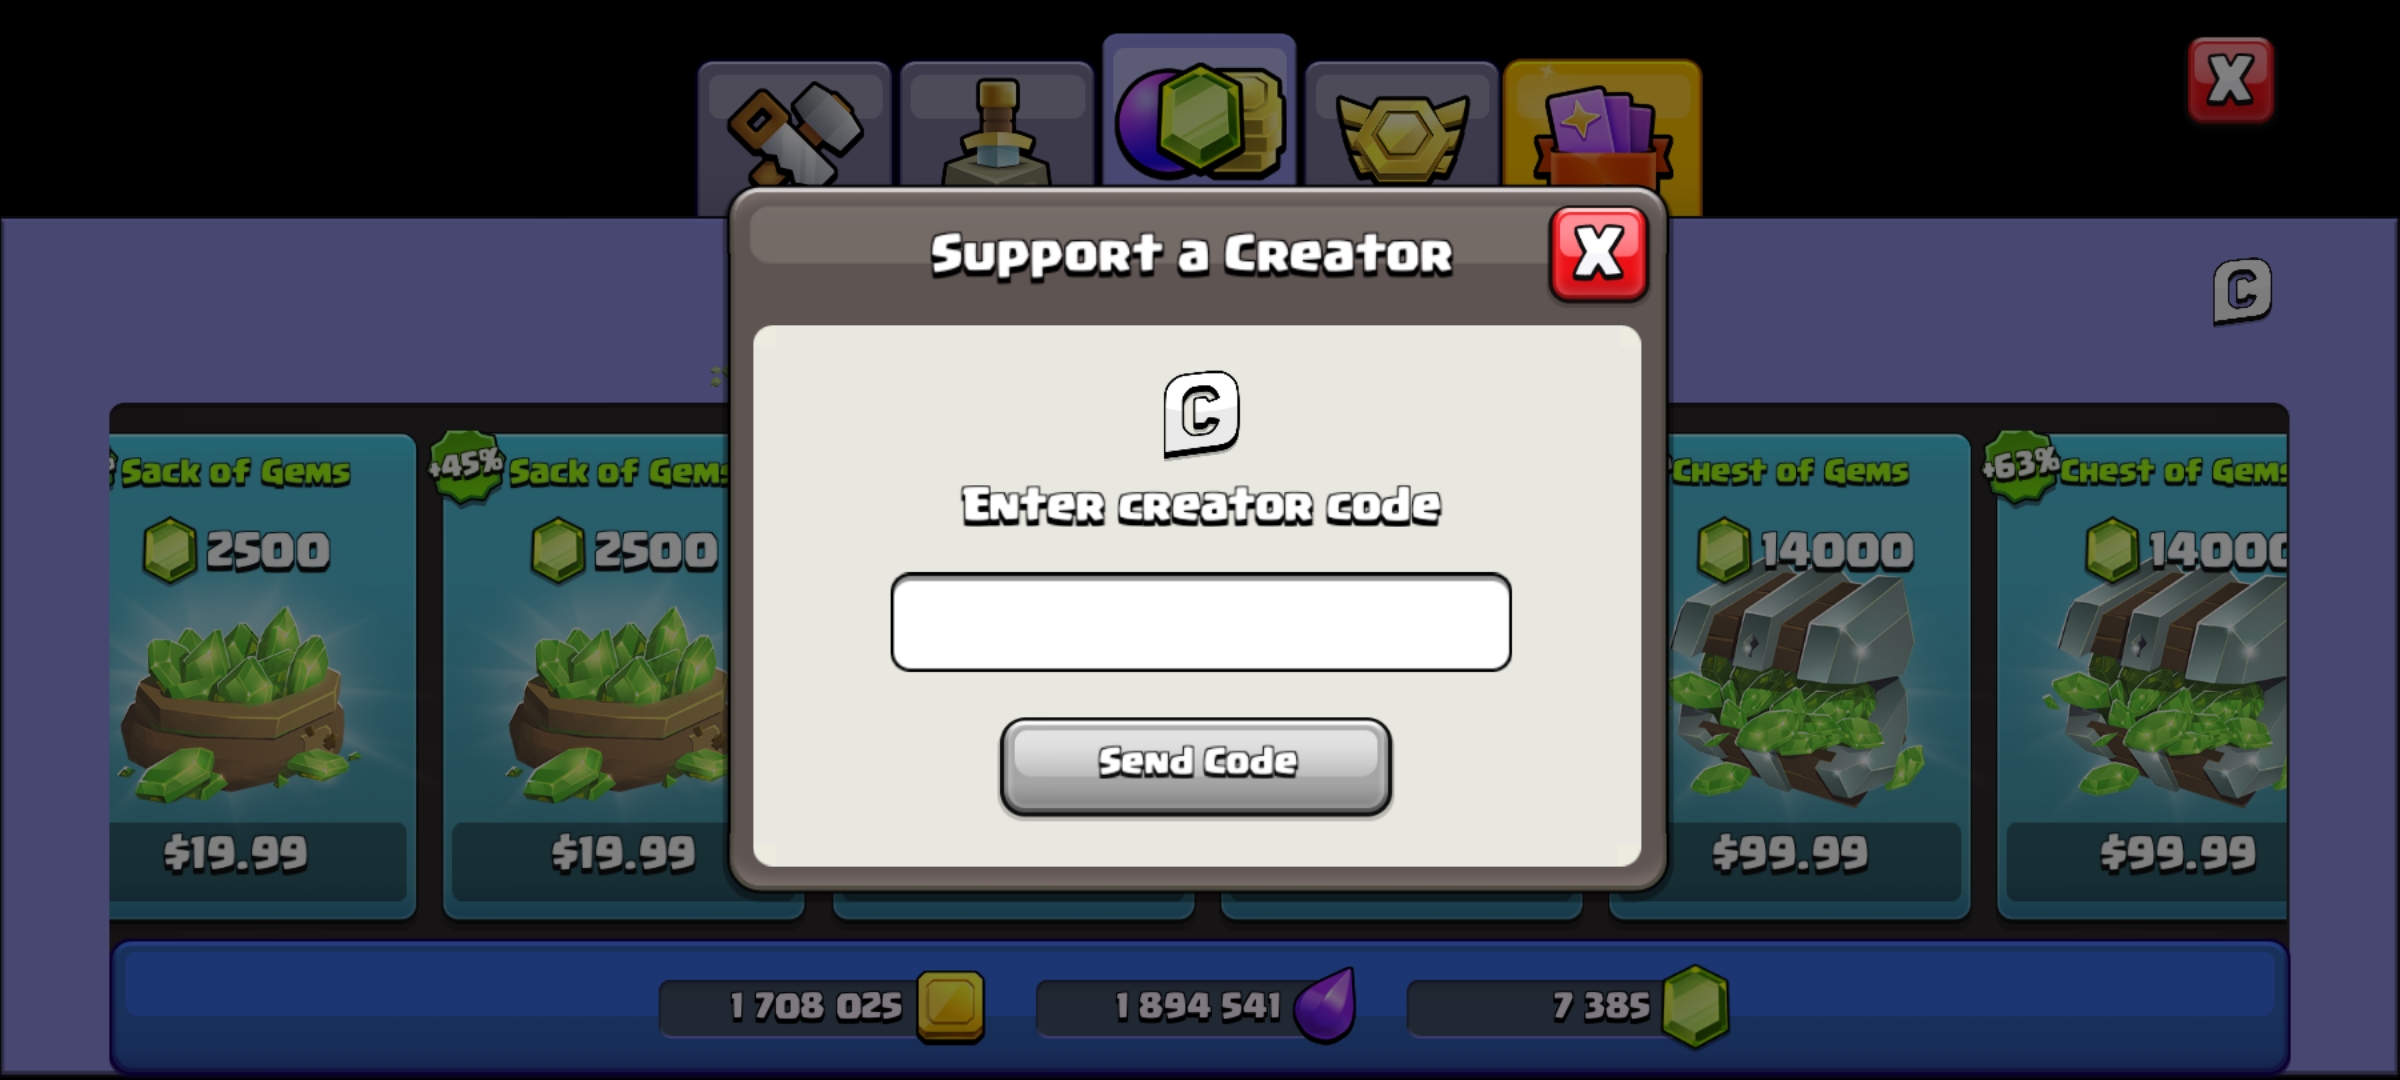 X
Support a Creator
X
C
C
Enter creator code
Send Code
Sack of Gems
2500
$19.99
+45%
Sack of Gems
2500
$19.99
Chest of Gems
14000
$99.99
+63%
Chest of Gems
14000
$99.99
1 708 025
1 894 541
7 385